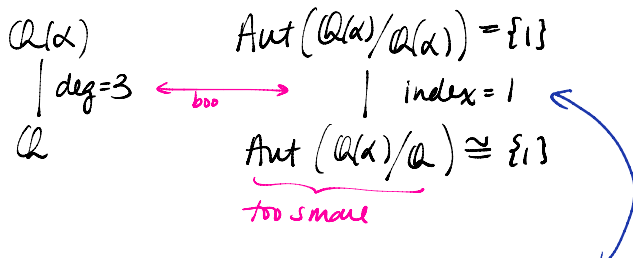 ℚ(α) Aut(ℚ(α)/ℚ(α)) = {1}
deg=3 boo index = 1
ℚ Aut(ℚ(α)/ℚ) ≅ {1}
too small